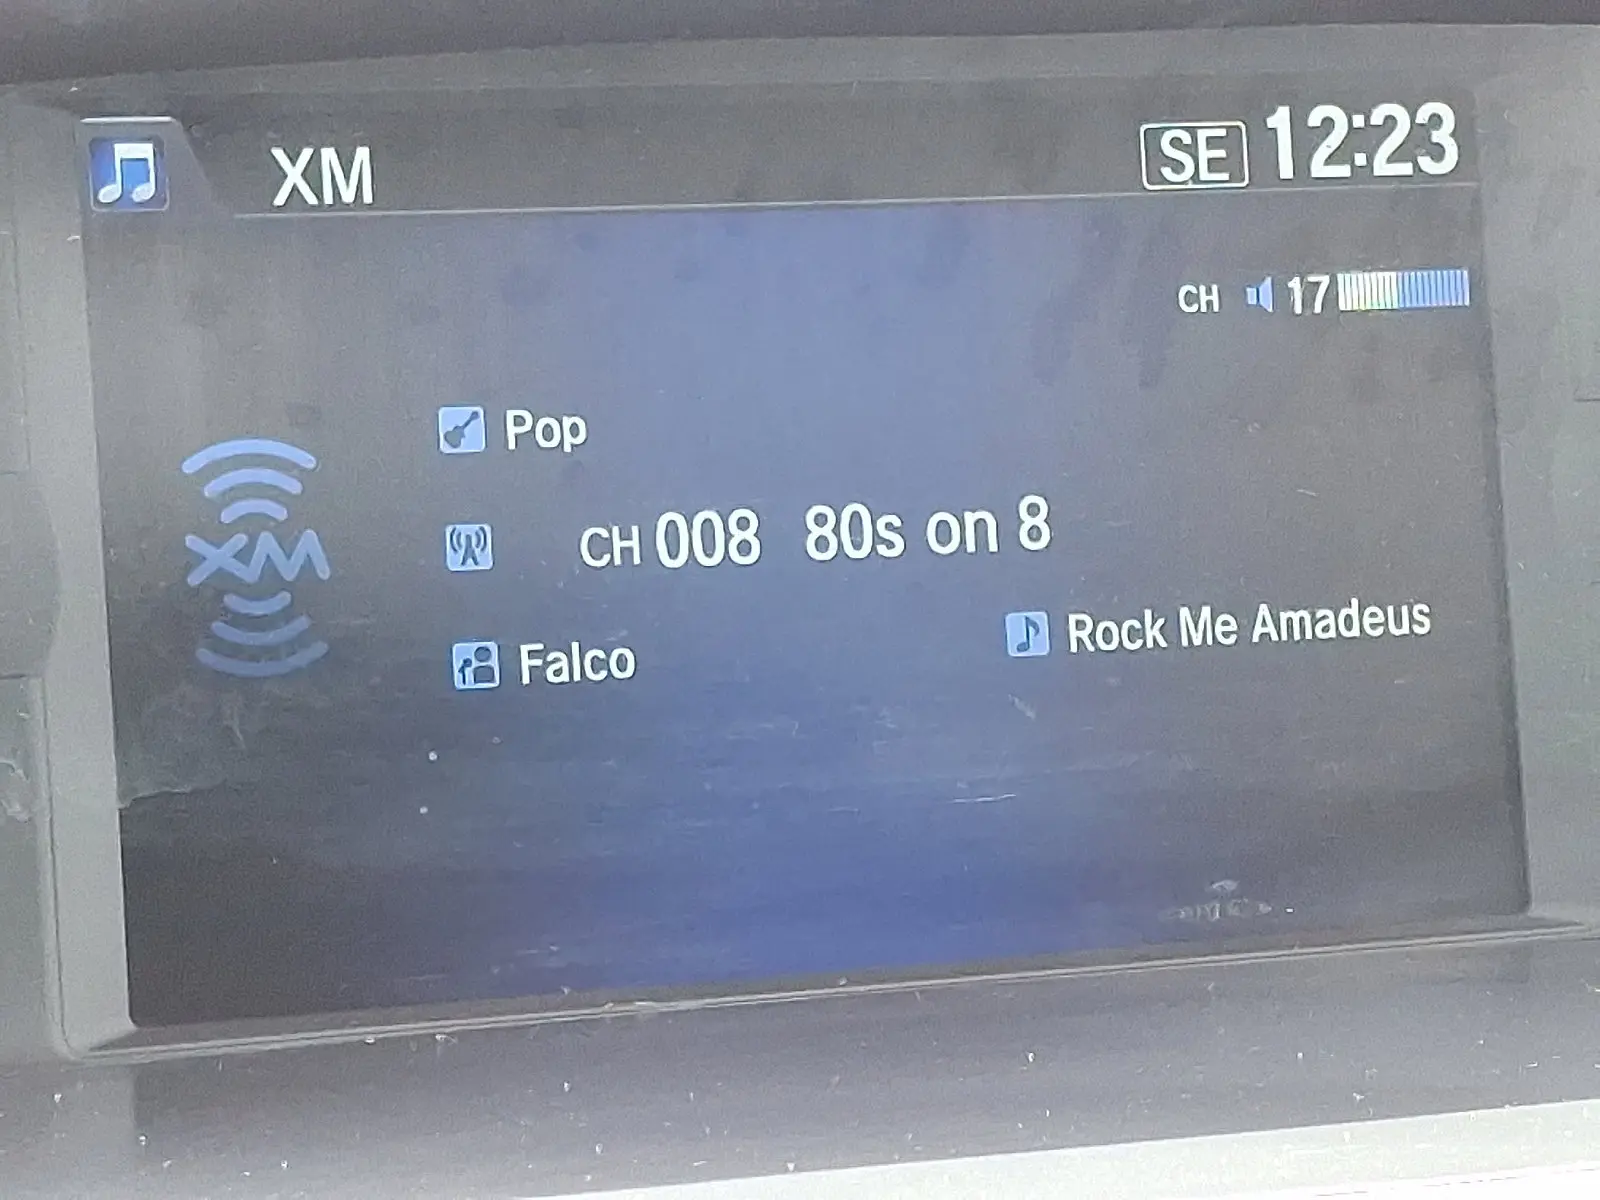 XM SE 12:23
CH 17
Pop
XM
CH 008 80s on 8
Falco Rock Me Amadeus